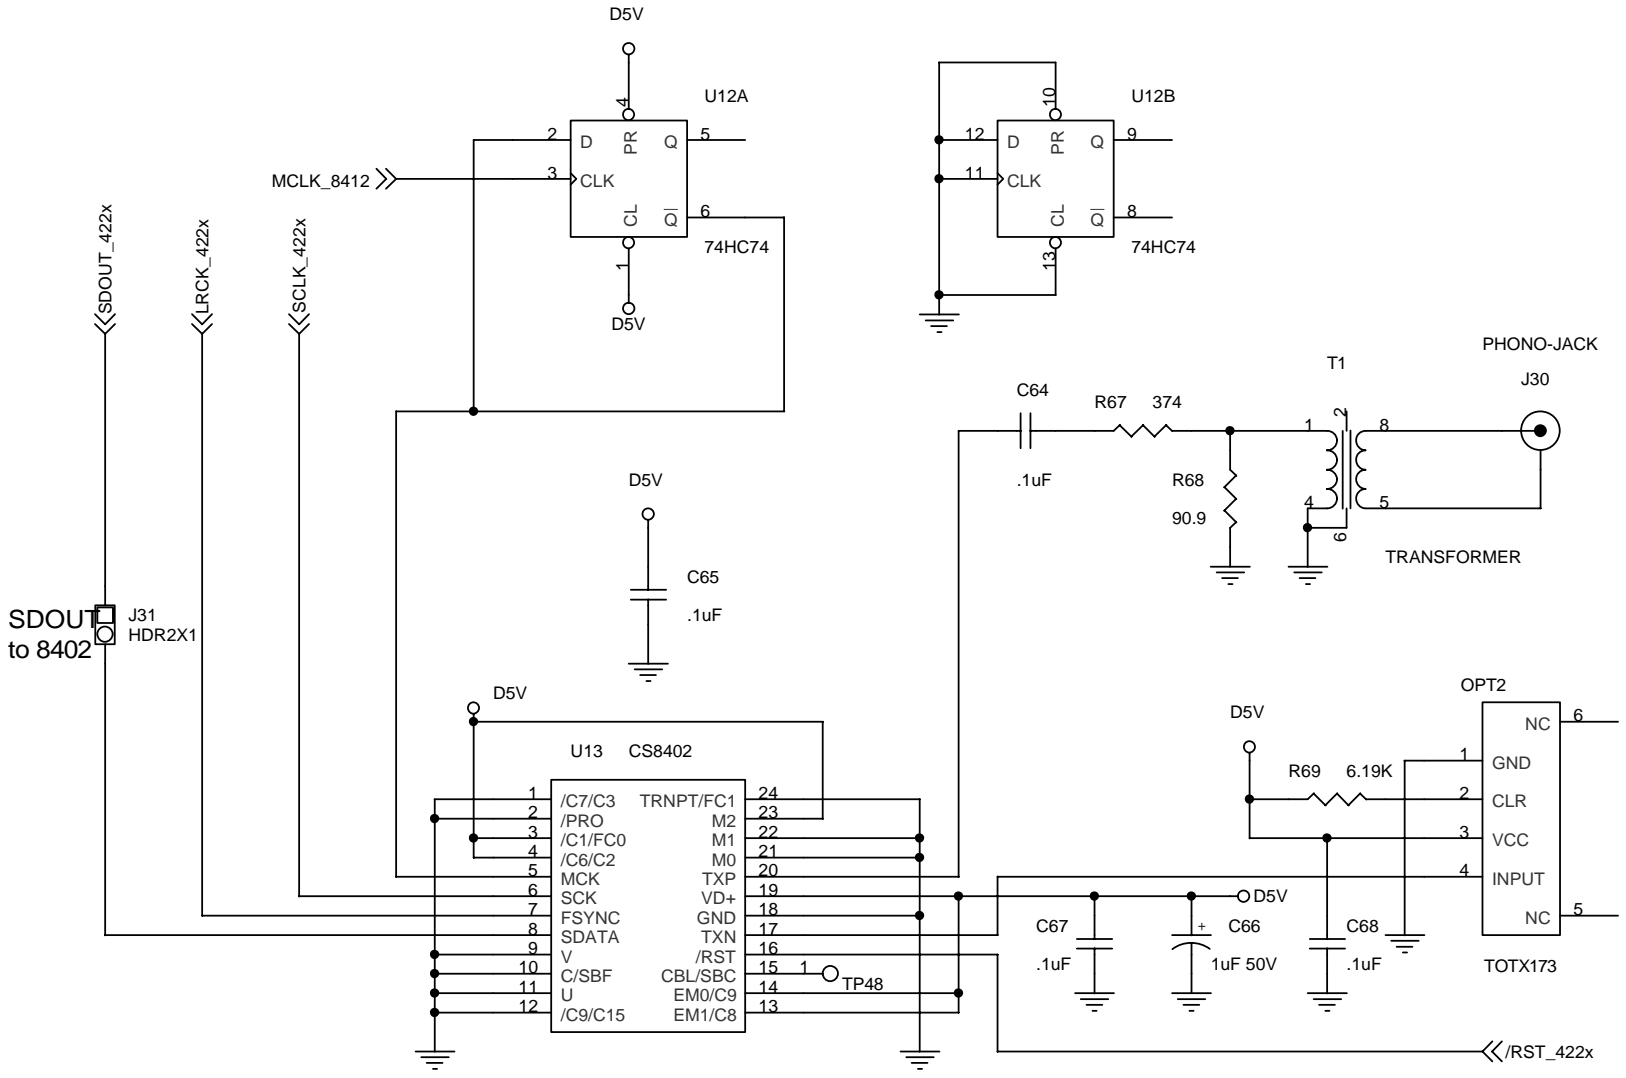 D5V
U12A
4
2
D
PR
Q
5
MCLK_8412
3
CLK
CL
Q
6
1
74HC74
D5V
U12B
10
12
D
PR
Q
9
11
CLK
CL
Q
8
13
74HC74
SDOUT_422x
LRCK_422x
SCLK_422x
PHONO-JACK
J30
T1
C64
.1uF
R67
374
R68
90.9
1
2
8
4
6
5
TRANSFORMER
D5V
C65
.1uF
SDOUT
to 8402
J31
HDR2X1
D5V
U13
CS8402
1
/C7/C3
TRNPT/FC1
24
2
/PRO
M2
23
3
/C1/FC0
M1
22
4
/C6/C2
M0
21
5
MCK
TXP
20
6
SCK
VD+
19
7
FSYNC
GND
18
8
SDATA
TXN
17
9
V
/RST
16
10
C/SBF
CBL/SBC
15
11
U
EM0/C9
14
12
/C9/C15
EM1/C8
13
1
TP48
D5V
C67
.1uF
+
C66
1uF 50V
C68
.1uF
D5V
R69
6.19K
OPT2
NC
6
1
GND
2
CLR
3
VCC
4
INPUT
NC
5
TOTX173
/RST_422x